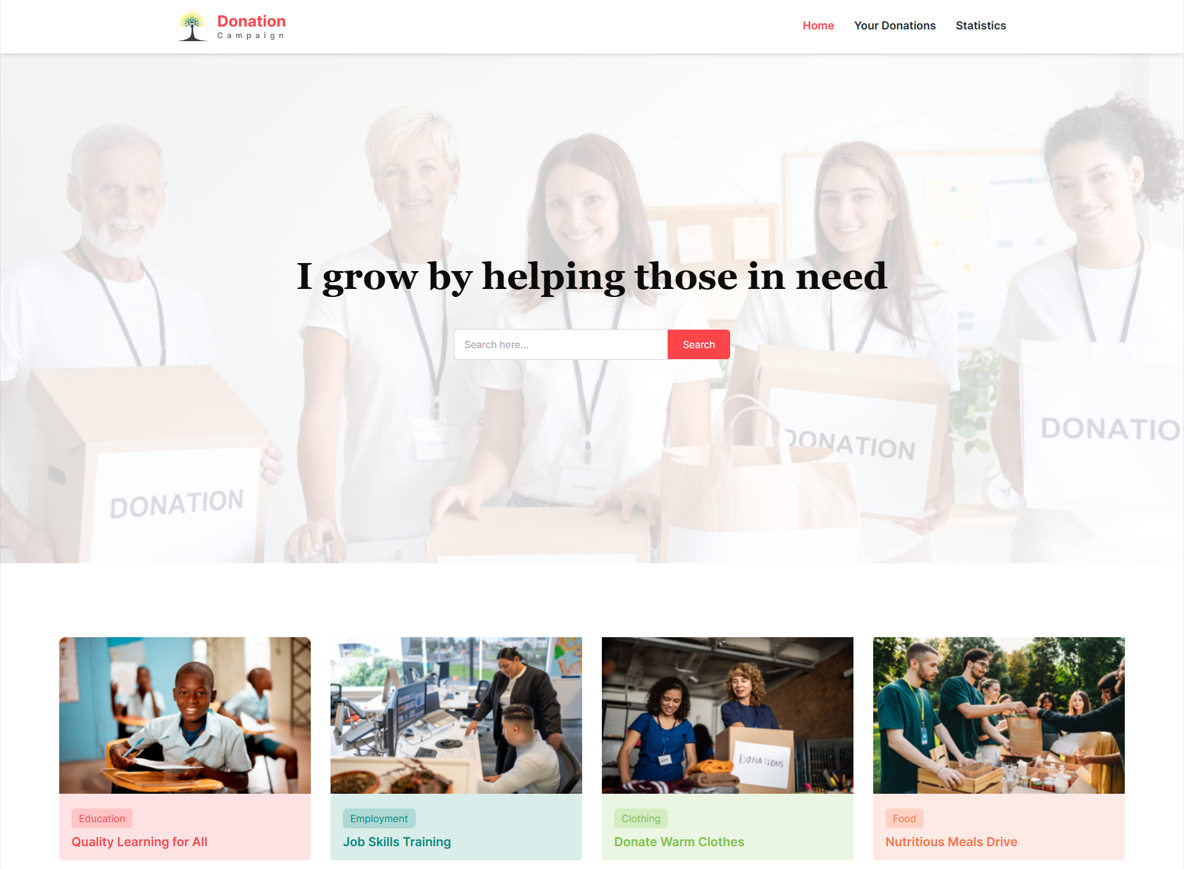 Donation
Campaign
Home Your Donations Statistics
I grow by helping those in need
Search here... Search
DONATION
DONATION
DONATIO
DONATIONS
Education
Quality Learning for All
Employment
Job Skills Training
Clothing
Donate Warm Clothes
Food
Nutritious Meals Drive